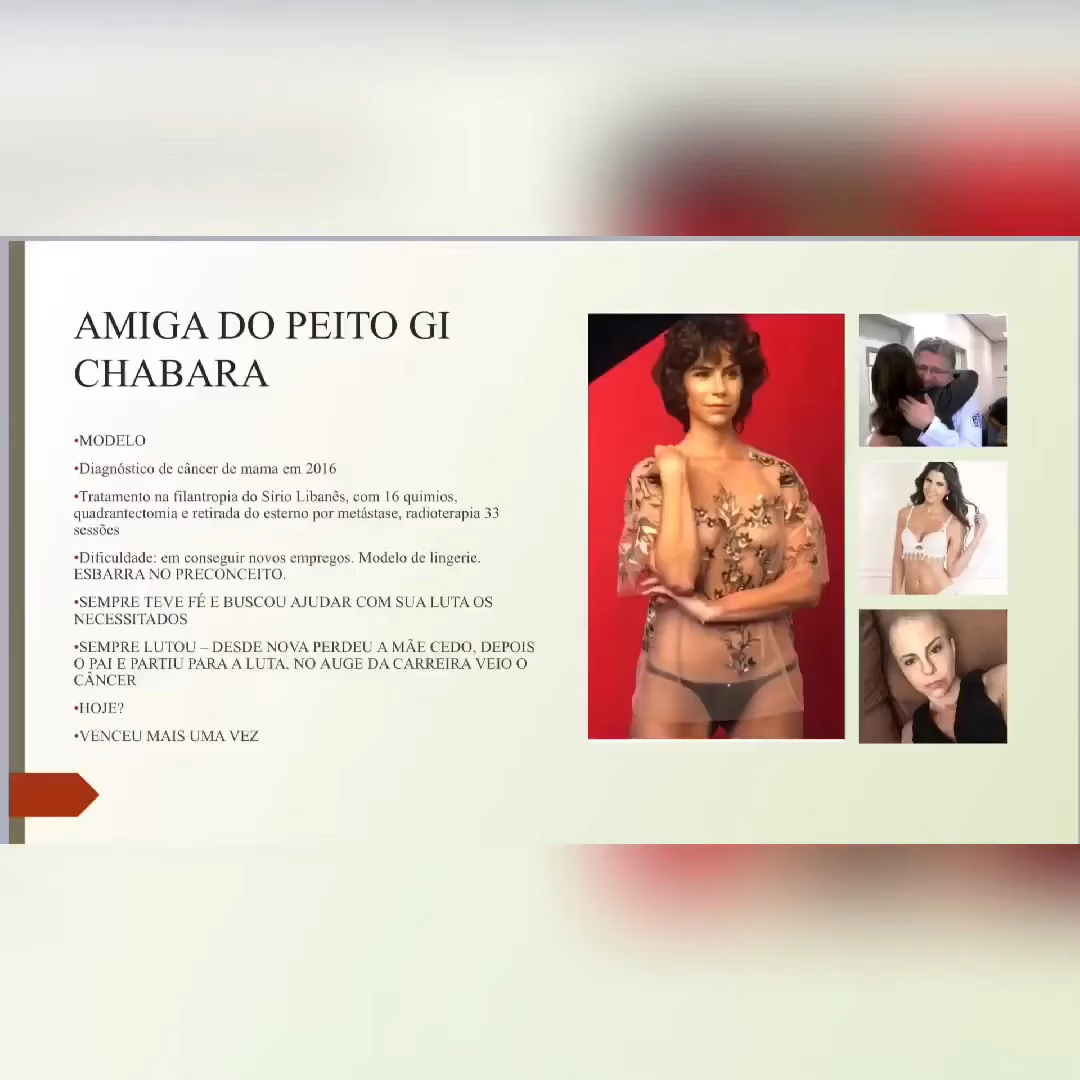 AMIGA DO PEITO GI
CHABARA
•MODELO
•Diagnóstico de câncer de mama em 2016
•Tratamento na filantropia do Sírio Libanês, com 16 quimios,
quadrantectomia e retirada do esterno por metástase, radioterapia 33
sessões
•Dificuldade: em conseguir novos empregos. Modelo de lingerie.
ESBARRA NO PRECONCEITO.
•SEMPRE TEVE FÉ E BUSCOU AJUDAR COM SUA LUTA OS
NECESSITADOS
•SEMPRE LUTOU – DESDE NOVA PERDEU A MÃE CEDO, DEPOIS
O PAI E PARTIU PARA A LUTA. NO AUGE DA CARREIRA VEIO O
CÂNCER
•HOJE?
•VENCEU MAIS UMA VEZ